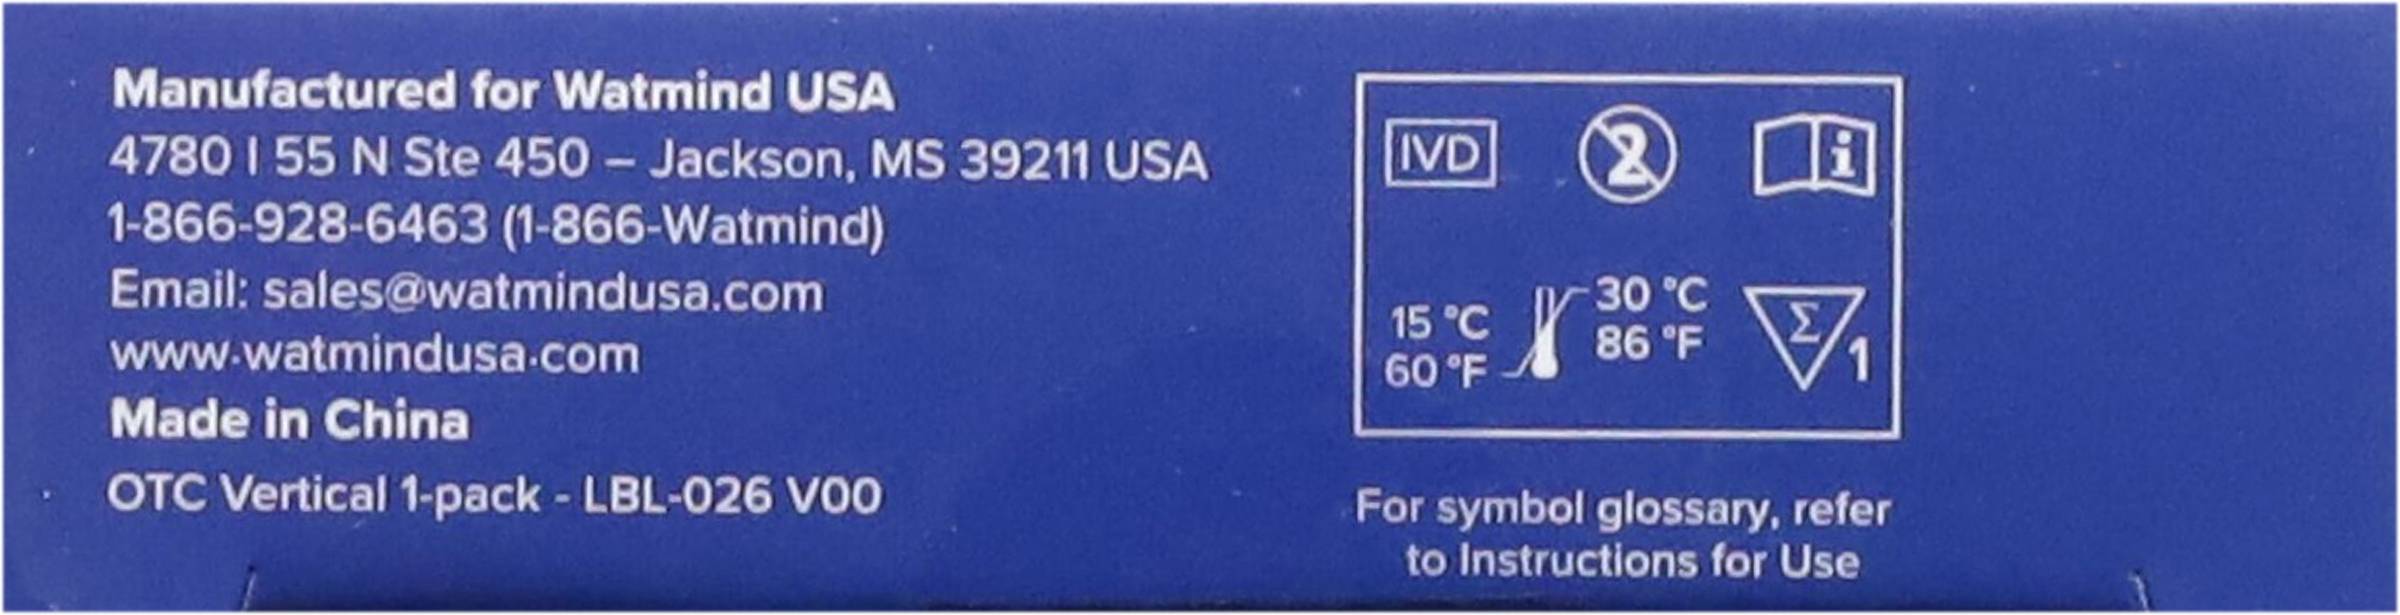 Manufactured for Watmind USA
4780 I 55 N Ste 450 – Jackson, MS 39211 USA
1-866-928-6463 (1-866-Watmind)
Email: sales@watmindusa.com
www.watmindusa.com
Made in China
OTC Vertical 1-pack - LBL-026 V00
IVD 2 i
15 °C 30 °C
60 °F 86 °F
Σ 1
For symbol glossary, refer
to Instructions for Use